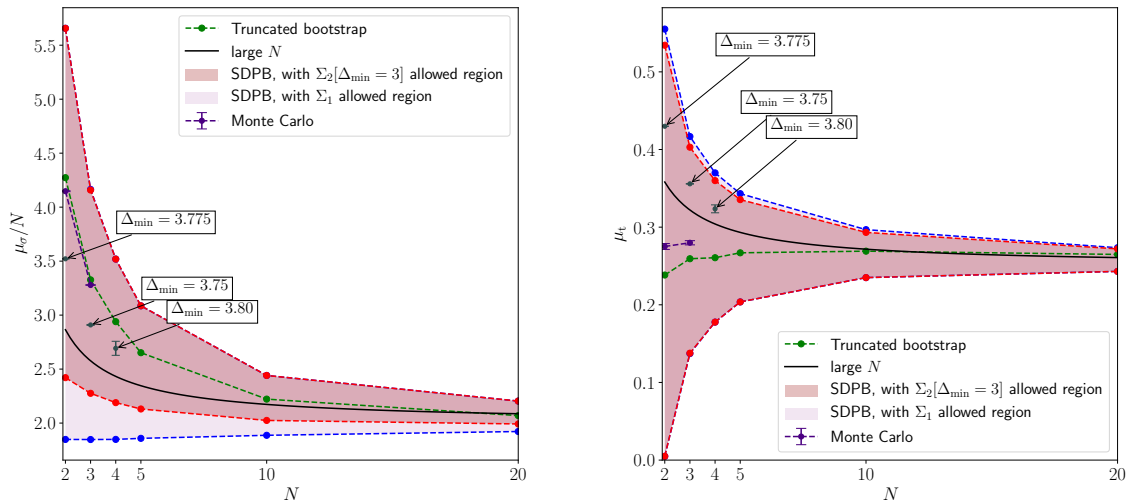 Truncated bootstrap
large N
SDPB, with Σ₂[Δmin = 3] allowed region
SDPB, with Σ₁ allowed region
Monte Carlo
Δmin = 3.775
Δmin = 3.75
Δmin = 3.80
5.5
5.0
4.5
4.0
3.5
3.0
2.5
2.0
μσ/N
2
3
4
5
10
20
N
Δmin = 3.775
Δmin = 3.75
Δmin = 3.80
0.5
0.4
0.3
0.2
0.1
0.0
μt
Truncated bootstrap
large N
SDPB, with Σ₂[Δmin = 3] allowed region
SDPB, with Σ₁ allowed region
Monte Carlo
2
3
4
5
10
20
N